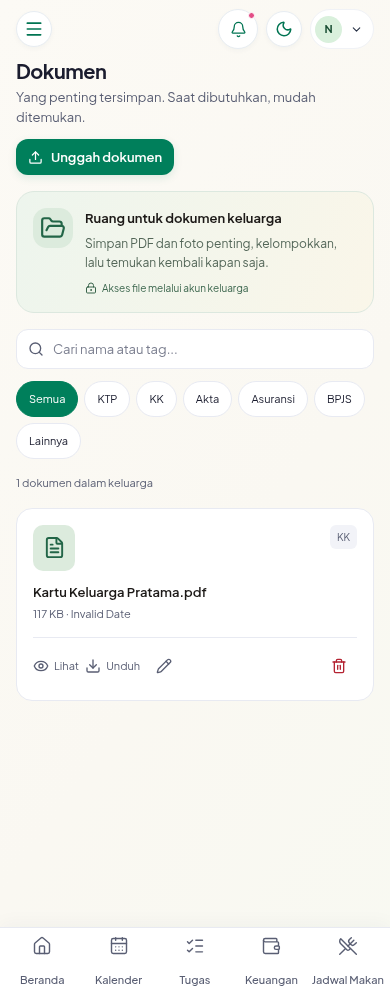 N
Dokumen
Yang penting tersimpan. Saat dibutuhkan, mudah
ditemukan.
Unggah dokumen
Ruang untuk dokumen keluarga
Simpan PDF dan foto penting, kelompokkan,
lalu temukan kembali kapan saja.
Akses file melalui akun keluarga
Cari nama atau tag...
Semua KTP KK Akta Asuransi BPJS
Lainnya
1 dokumen dalam keluarga
KK
Kartu Keluarga Pratama.pdf
117 KB · Invalid Date
Lihat Unduh
Beranda Kalender Tugas Keuangan Jadwal Makan